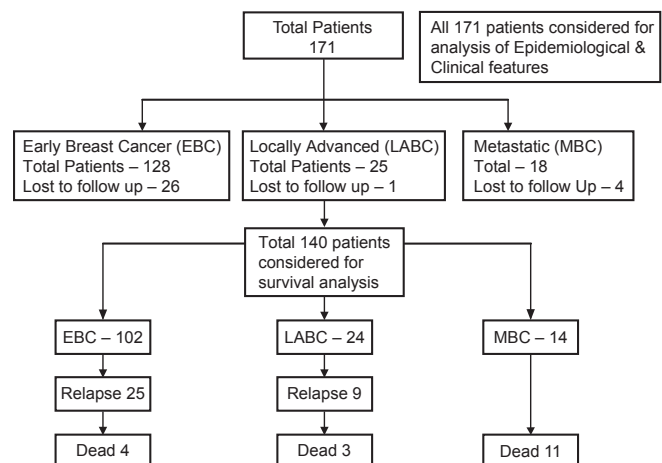 Total Patients
171
All 171 patients considered for
analysis of Epidemiological &
Clinical features
Early Breast Cancer (EBC)
Total Patients – 128
Lost to follow up – 26
Locally Advanced (LABC)
Total Patients – 25
Lost to follow up – 1
Metastatic (MBC)
Total – 18
Lost to follow Up – 4
Total 140 patients
considered for
survival analysis
EBC – 102
LABC – 24
MBC – 14
Relapse 25
Relapse 9
Dead 4
Dead 3
Dead 11